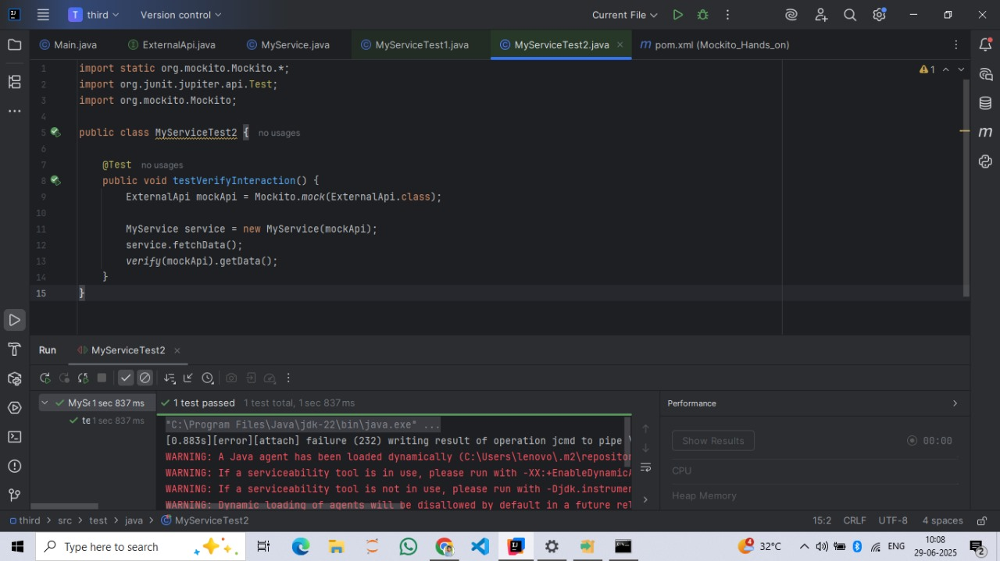 T third Version control Current File
Main.java ExternalApi.java MyService.java MyServiceTest1.java MyServiceTest2.java m pom.xml (Mockito_Hands_on)
1 import static org.mockito.Mockito.*;
2 import org.junit.jupiter.api.Test;
3 import org.mockito.Mockito;
4
5 public class MyServiceTest2 { no usages
6
7 @Test no usages
8 public void testVerifyInteraction() {
9 ExternalApi mockApi = Mockito.mock(ExternalApi.class);
10
11 MyService service = new MyService(mockApi);
12 service.fetchData();
13 verify(mockApi).getData();
14 }
15 }
1
Run MyServiceTest2
MySe 1 sec 837 ms 1 test passed 1 test total, 1 sec 837 ms
te 1 sec 837 ms
"C:\Program Files\Java\jdk-22\bin\java.exe" ...
[0.883s][error][attach] failure (232) writing result of operation jcmd to pipe \
WARNING: A Java agent has been loaded dynamically (C:\Users\lenovo\.m2\repositor
WARNING: If a serviceability tool is in use, please run with -XX:+EnableDynamicA
WARNING: If a serviceability tool is not in use, please run with -Djdk.instrumen
WARNING: Dynamic loading of agents will be disallowed by default in a future rel
Performance
Show Results 00:00
CPU
Heap Memory
third > src > test > java > MyServiceTest2 15:2 CRLF UTF-8 4 spaces
Type here to search 4 32°C ENG 10:08
29-06-2025 2